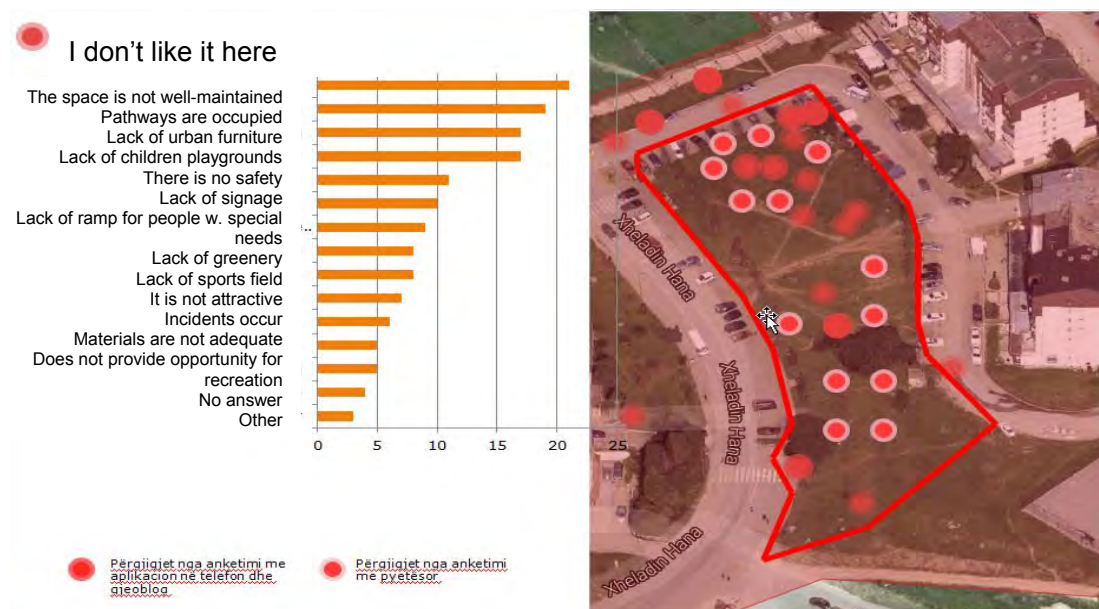 I don't like it here
The space is not well-maintained
Pathways are occupied
Lack of urban furniture
Lack of children playgrounds
There is no safety
Lack of signage
Lack of ramp for people w. special
needs
Lack of greenery
Lack of sports field
It is not attractive
Incidents occur
Materials are not adequate
Does not provide opportunity for
recreation
No answer
Other
0 5 10 15 20 25
Përgjigjet nga anketimi me
aplikacion në telefon dhe
gjeoblog
Përgjigjet nga anketimi
me pyetësor
Xheladin Hana
Xheladin Hana
Xheladin Hana